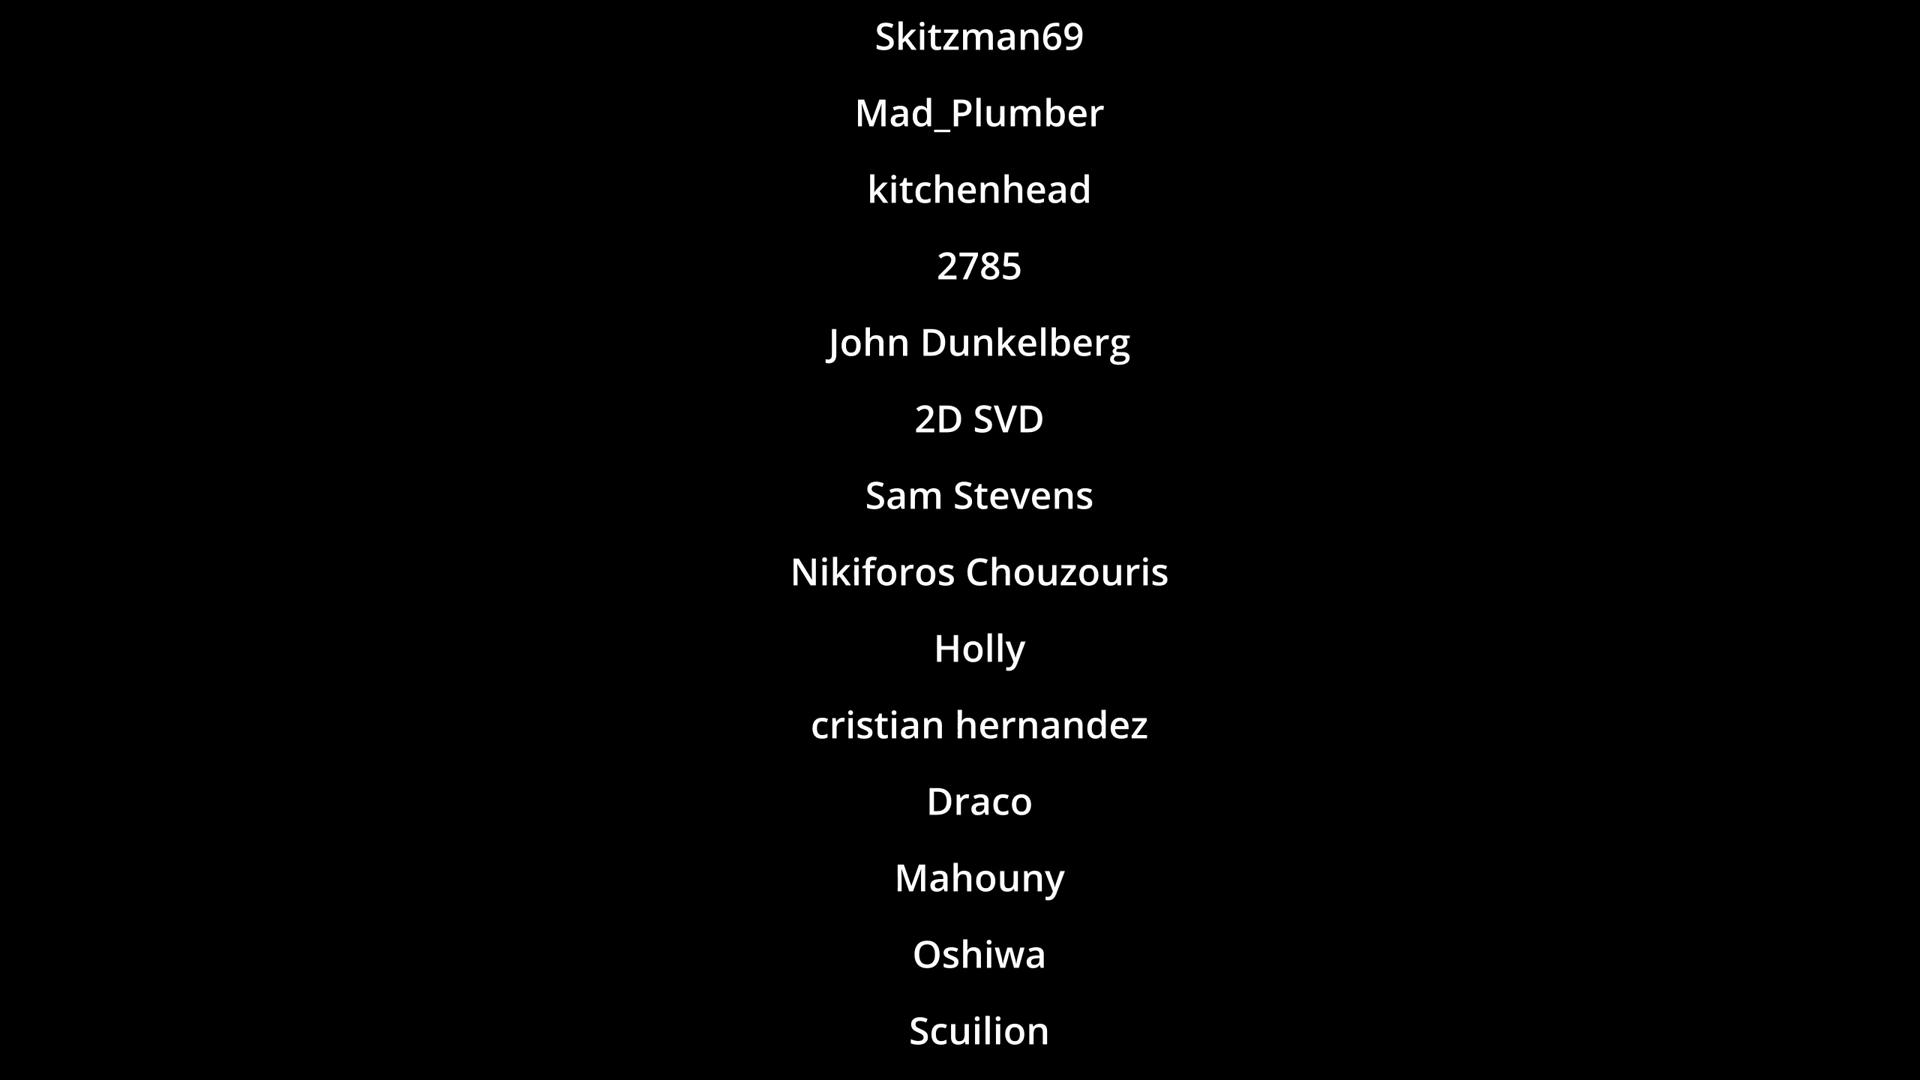 Skitzman69
Mad_Plumber
kitchenhead
2785
John Dunkelberg
2D SVD
Sam Stevens
Nikiforos Chouzouris
Holly
cristian hernandez
Draco
Mahouny
Oshiwa
Scuilion